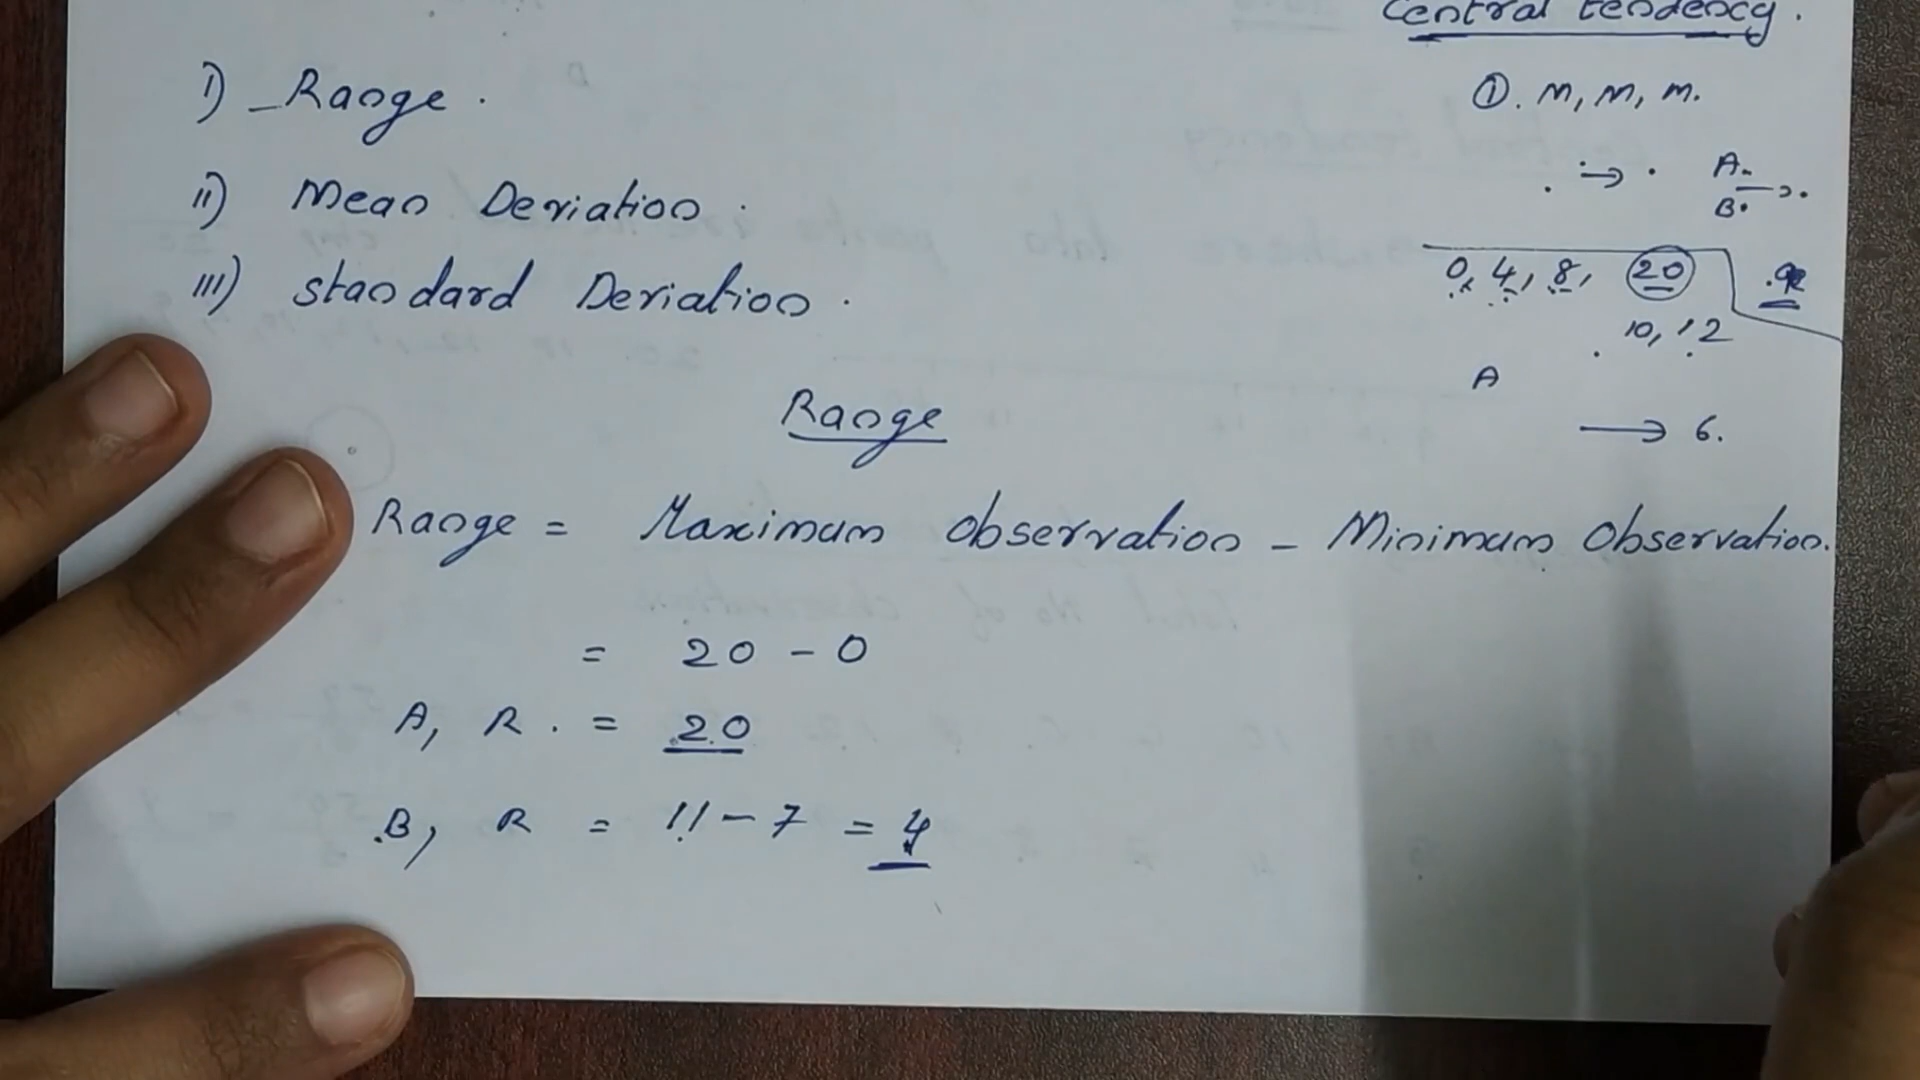 Central tendency.
①. m, m, m.
I) Range.
A.
B.
II) Mean Deviation.
0, 4, 8, 20
III) Standard Deviation.
10, 12
A
Range
→ 6.
Range = Maximum Observation - Minimum Observation.
= 20 - 0
A, R. = 20
B, R = 11 - 7 = 4